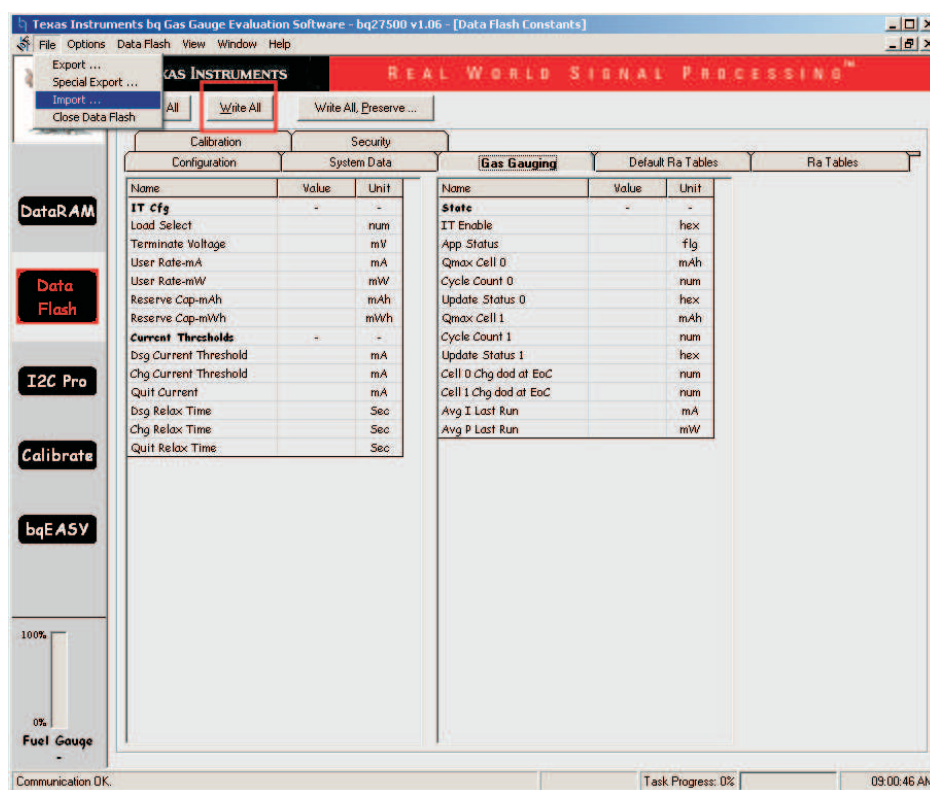 Texas Instruments bq Gas Gauge Evaluation Software - bq27500 v1.06 - [Data Flash Constants]
File Options Data Flash View Window Help
Export ...
Special Export ...
Import ...
Close Data Flash
XAS INSTRUMENTS
REAL WORLD SIGNAL PROCESSING™
All Write All Write All, Preserve ...
Calibration Security
Configuration System Data Gas Gauging Default Ra Tables Ra Tables
DataRAM
Data
Flash
I2C Pro
Calibrate
bqEASY
100%
0%
Fuel Gauge
-
Name Value Unit
IT Cfg - -
Load Select num
Terminate Voltage mV
User Rate-mA mA
User Rate-mW mW
Reserve Cap-mAh mAh
Reserve Cap-mWh mWh
Current Thresholds - -
Dsg Current Threshold mA
Chg Current Threshold mA
Quit Current mA
Dsg Relax Time Sec
Chg Relax Time Sec
Quit Relax Time Sec
Name Value Unit
State - -
IT Enable hex
App Status flg
Qmax Cell 0 mAh
Cycle Count 0 num
Update Status 0 hex
Qmax Cell 1 mAh
Cycle Count 1 num
Update Status 1 hex
Cell 0 Chg dod at EoC num
Cell 1 Chg dod at EoC num
Avg I Last Run mA
Avg P Last Run mW
Communication OK.
Task Progress: 0%
09:00:46 AM